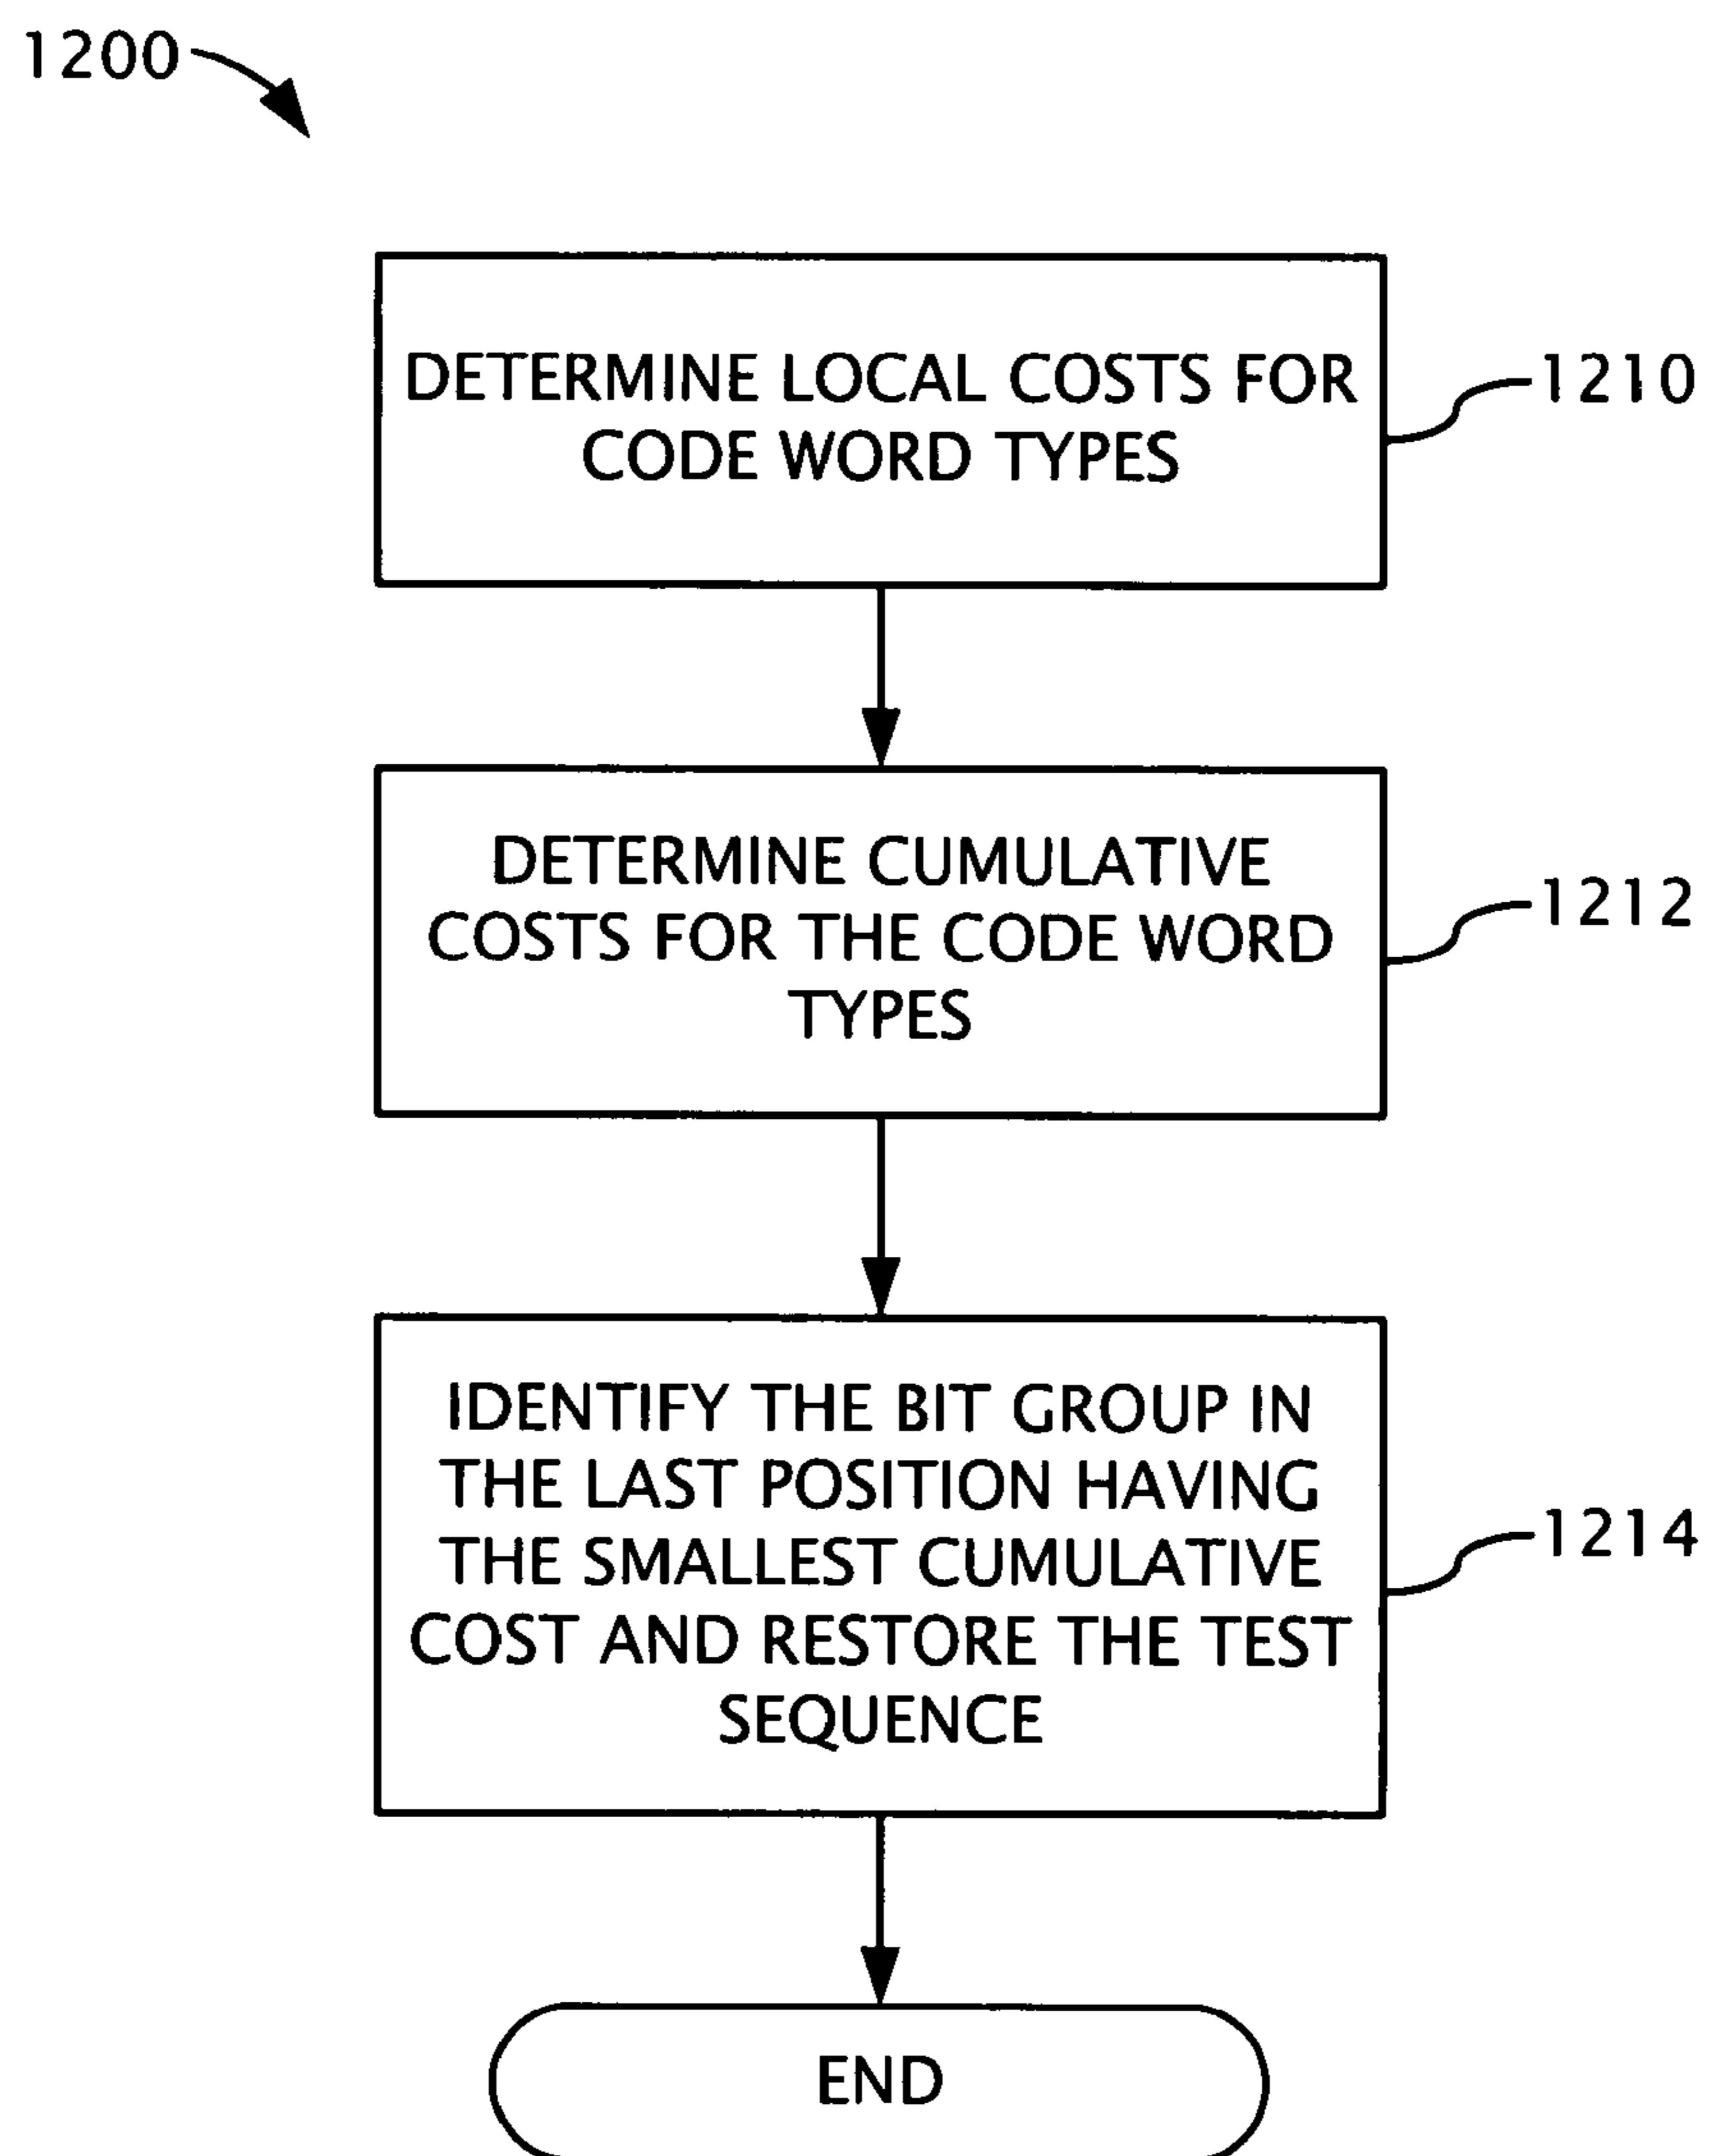 1200
DETERMINE LOCAL COSTS FOR
CODE WORD TYPES
1210
DETERMINE CUMULATIVE
COSTS FOR THE CODE WORD
TYPES
1212
IDENTIFY THE BIT GROUP IN
THE LAST POSITION HAVING
THE SMALLEST CUMULATIVE
COST AND RESTORE THE TEST
SEQUENCE
1214
END